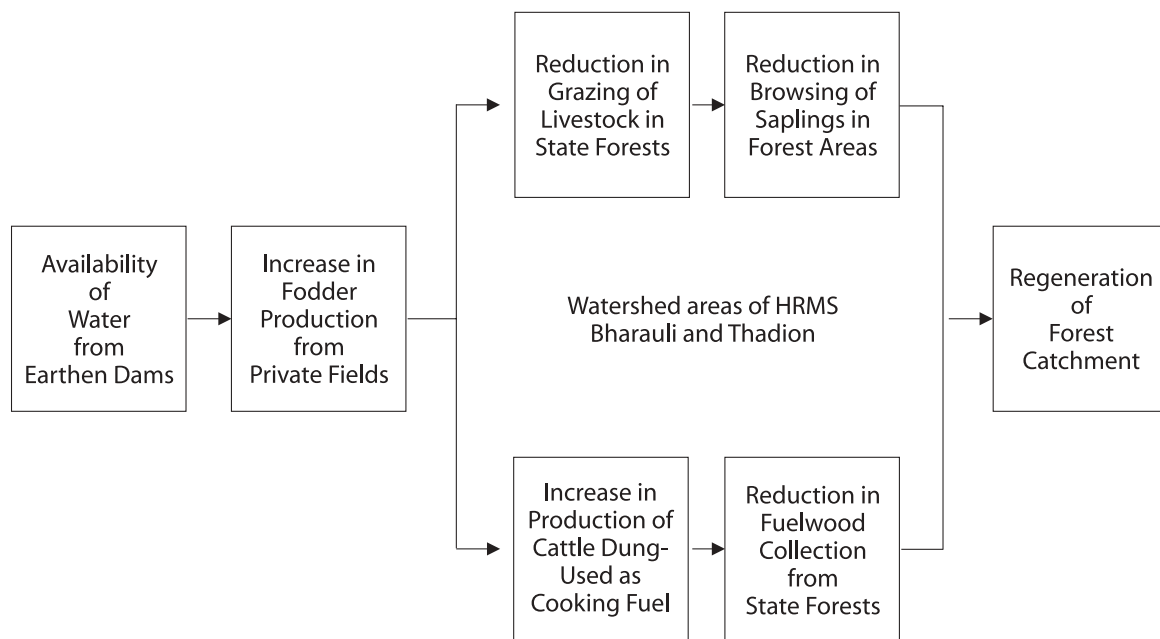 Availability
of
Water
from
Earthen Dams
Increase in
Fodder
Production
from
Private Fields
Reduction in
Grazing of
Livestock in
State Forests
Reduction in
Browsing of
Saplings in
Forest Areas
Watershed areas of HRMS
Bharauli and Thadion
Increase in
Production of
Cattle Dung-
Used as
Cooking Fuel
Reduction in
Fuelwood
Collection
from
State Forests
Regeneration
of
Forest
Catchment